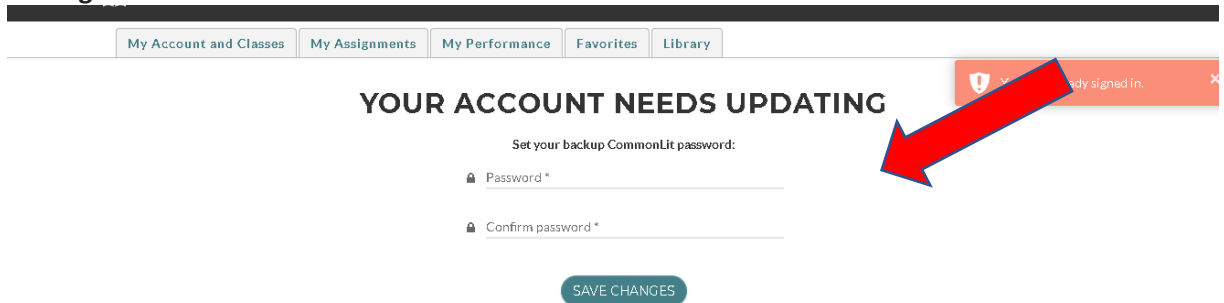 My Account and Classes My Assignments My Performance Favorites Library
dy signed in.
YOUR ACCOUNT NEEDS UPDATING
Set your backup CommonLit password:
Password *
Confirm password *
SAVE CHANGES